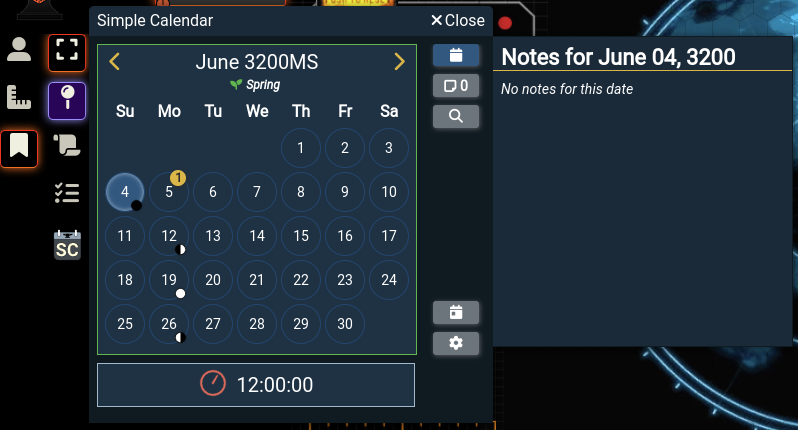 Simple Calendar
Close
June 3200MS
Spring
Su Mo Tu We Th Fr Sa
1 2 3
4 5 1 6 7 8 9 10
11 12 13 14 15 16 17
18 19 20 21 22 23 24
25 26 27 28 29 30
12:00:00
0
SC
Notes for June 04, 3200
No notes for this date